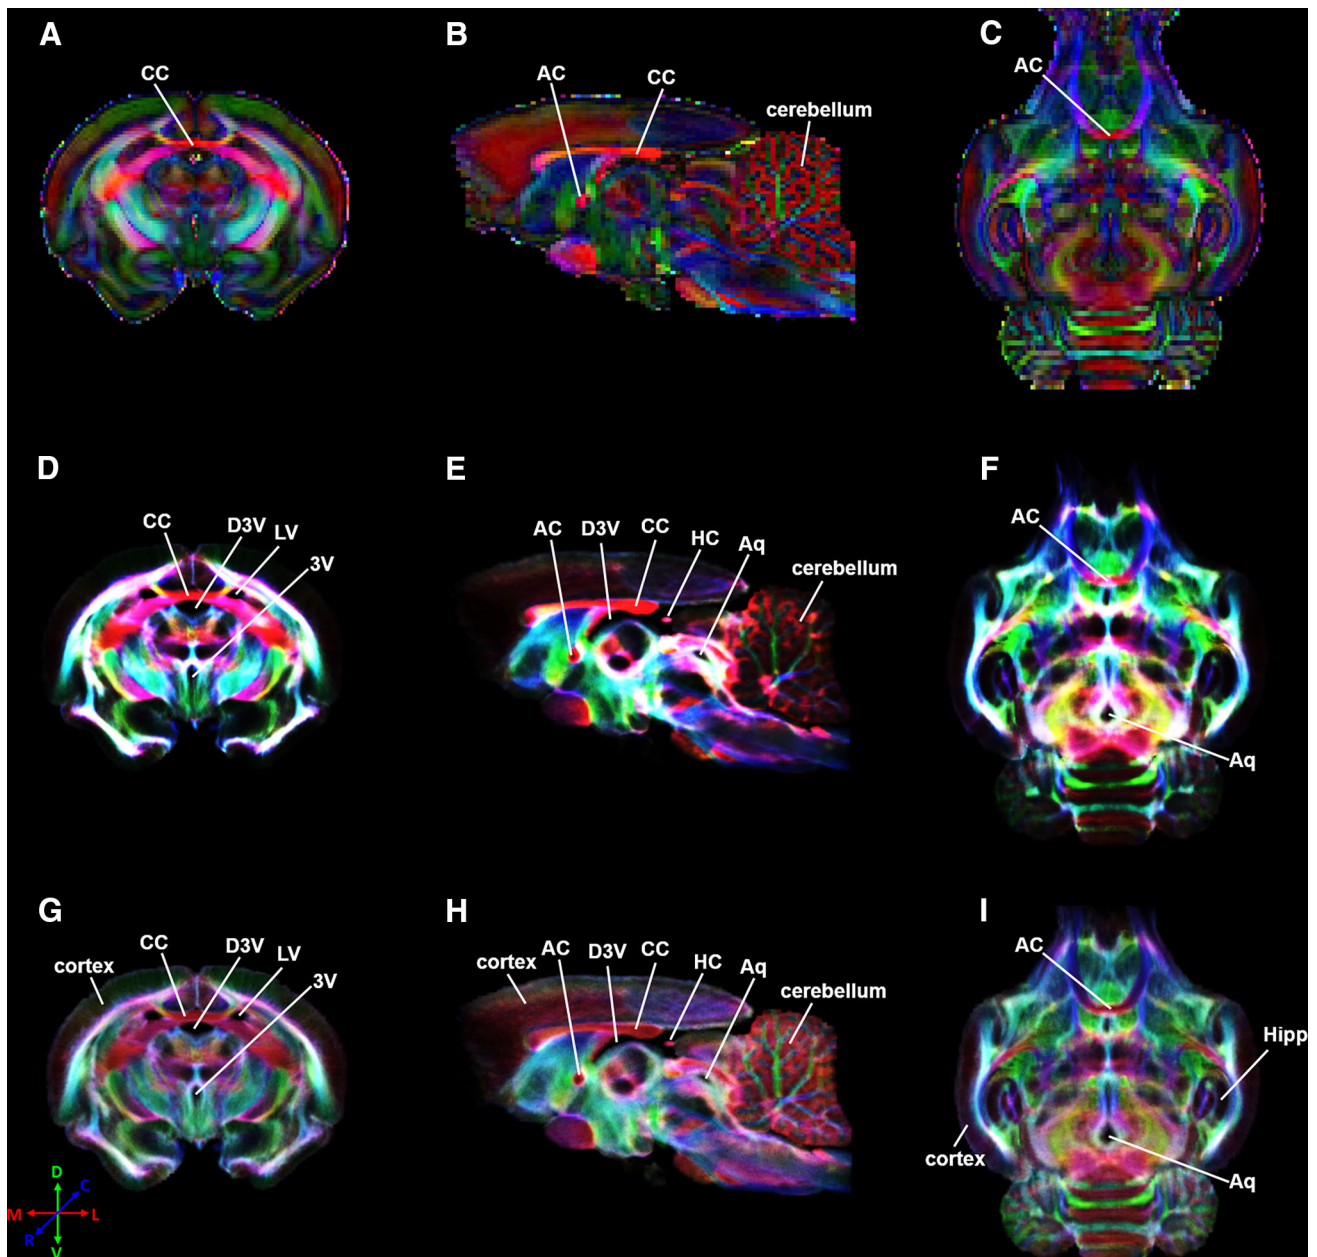 A
B
C
CC
AC
CC
cerebellum
AC
D
E
F
CC
D3V
LV
3V
AC
D3V
CC
HC
Aq
cerebellum
AC
Aq
G
H
I
cortex
CC
D3V
LV
3V
cortex
AC
D3V
CC
HC
Aq
cerebellum
AC
Hipp
cortex
Aq
D
C
M
L
R
V